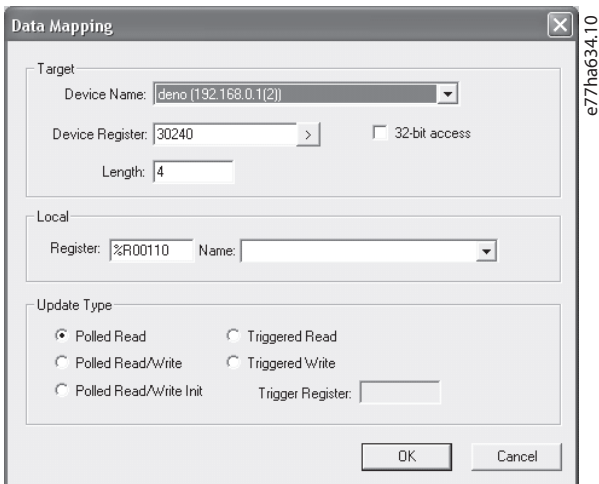 Data Mapping
Target
Device Name: deno (192.168.0.1(2))
Device Register: 30240 > 32-bit access
Length: 4
Local
Register: %R00110 Name:
Update Type
Polled Read Triggered Read
Polled Read/Write Triggered Write
Polled Read/Write Init Trigger Register:
OK Cancel
e77ha634.10